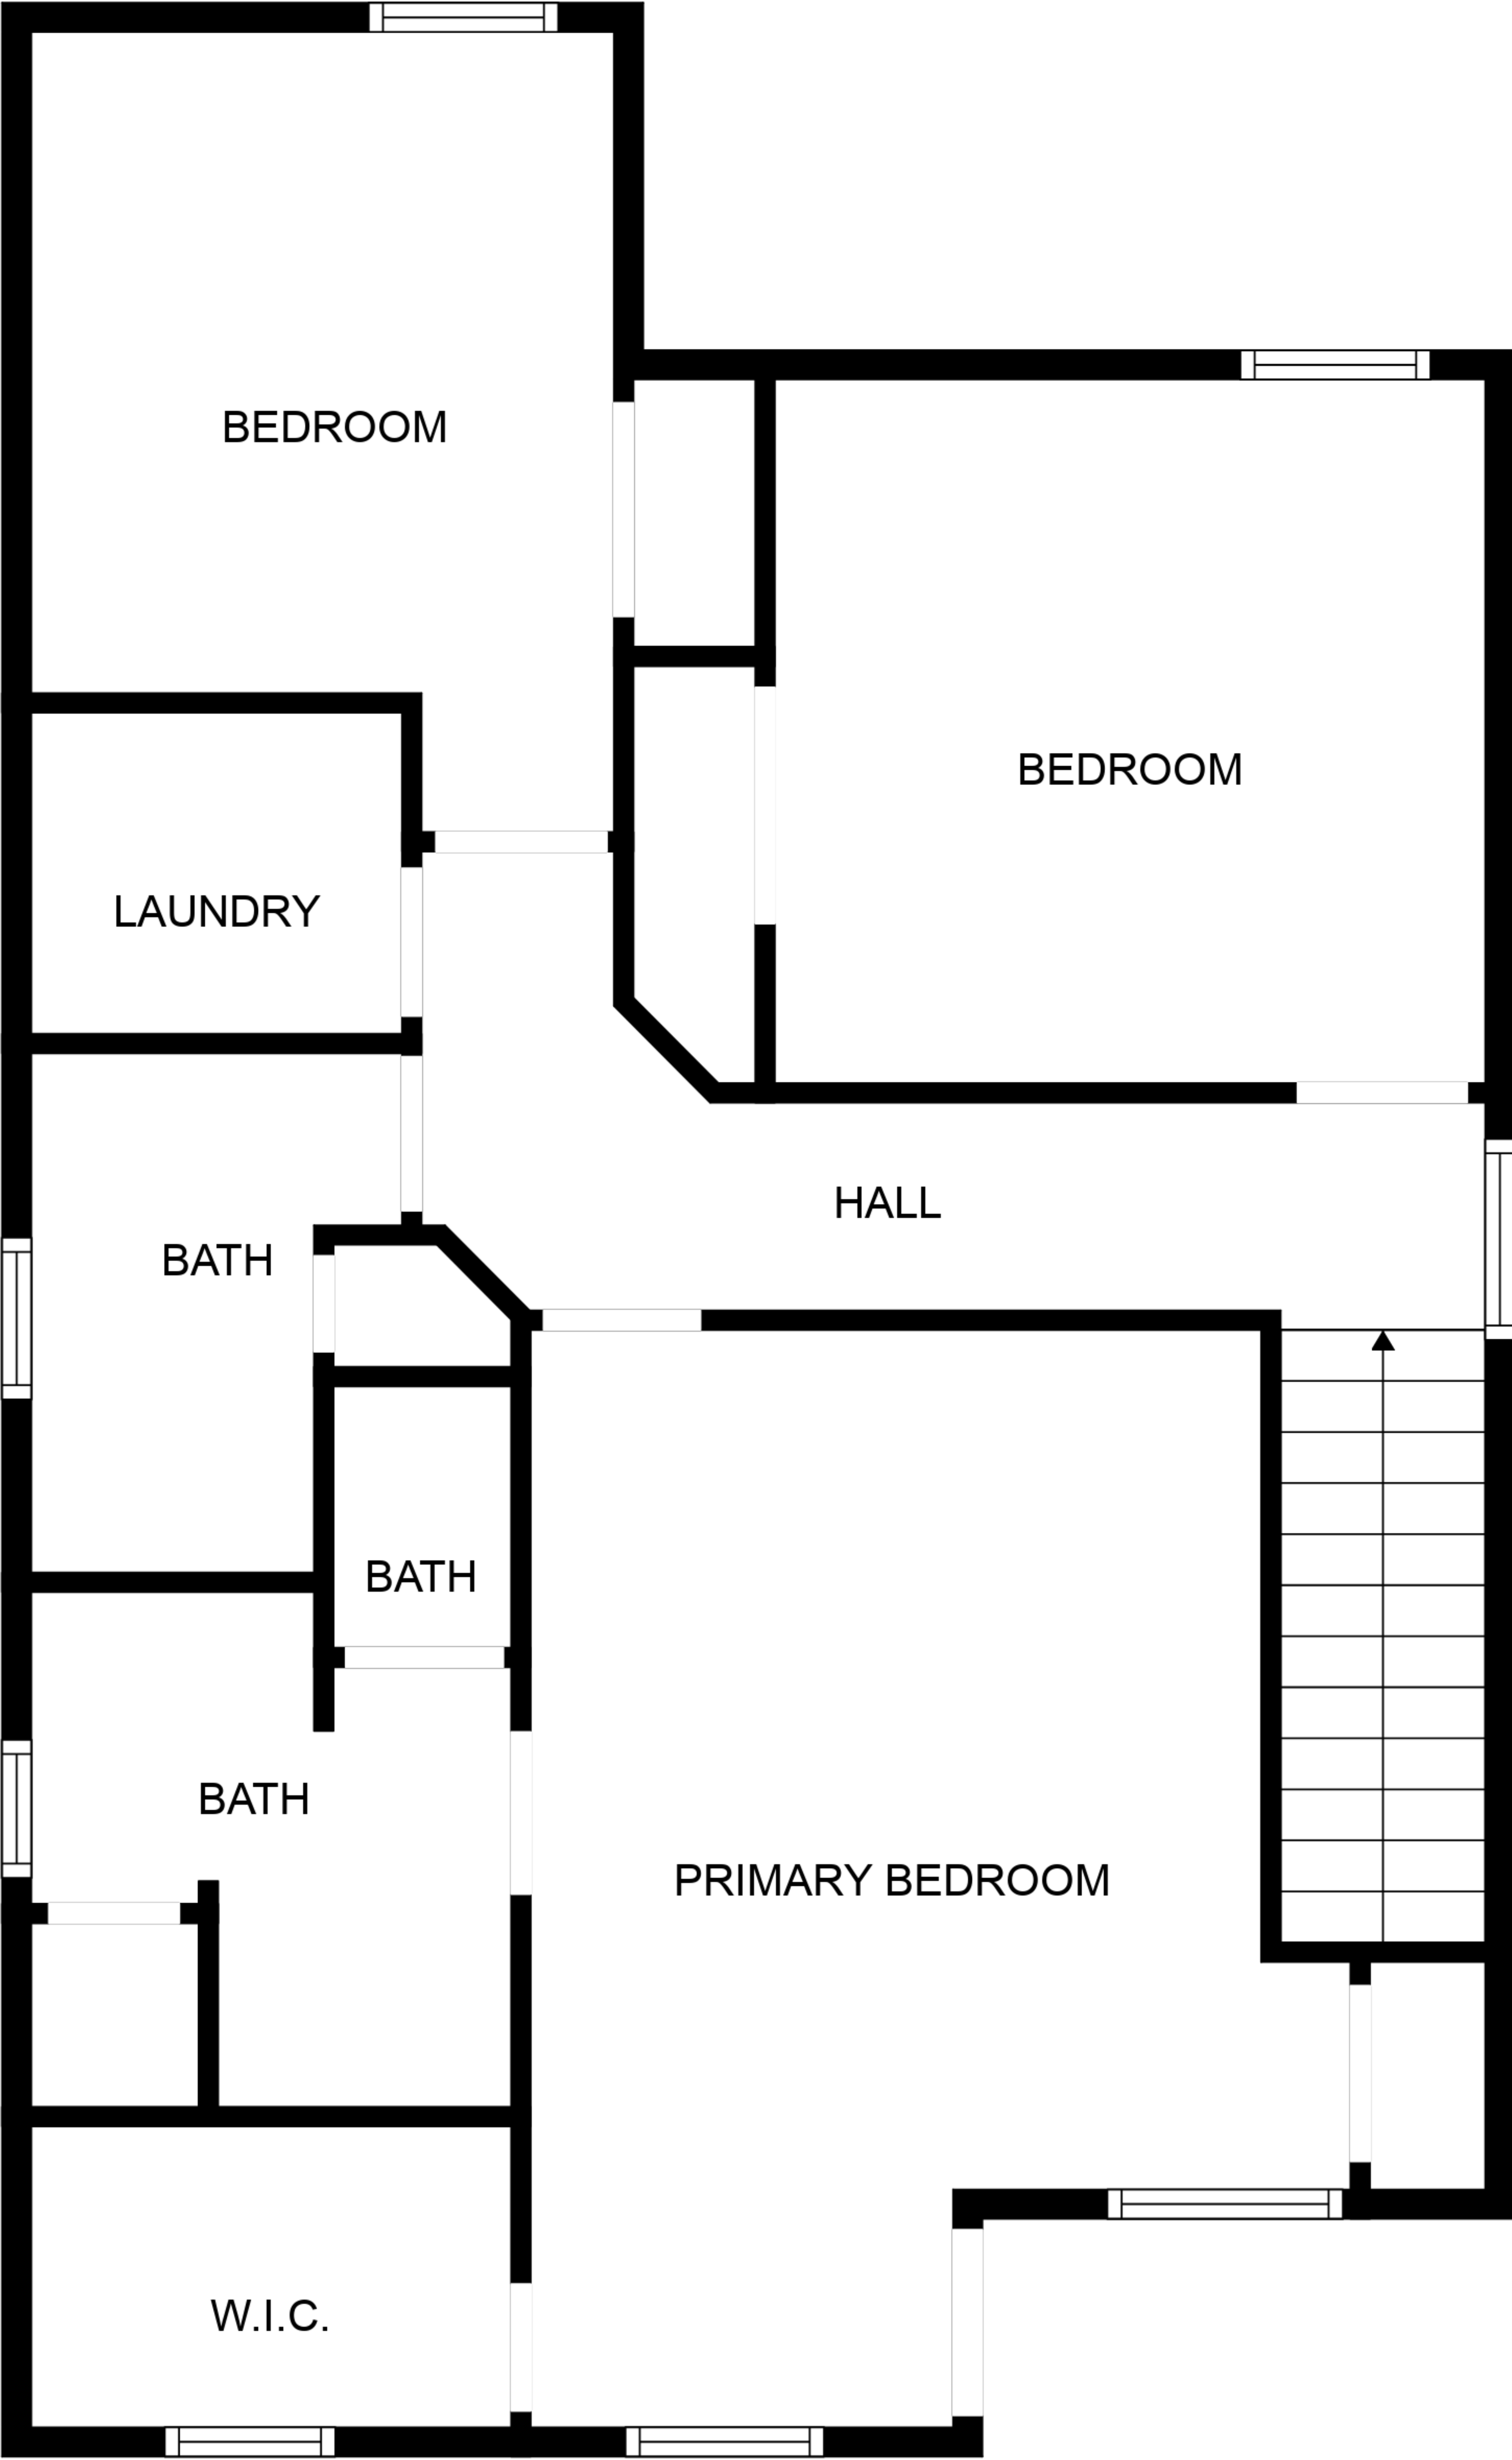 BEDROOM
BEDROOM
LAUNDRY
HALL
BATH
BATH
BATH
PRIMARY BEDROOM
W.I.C.